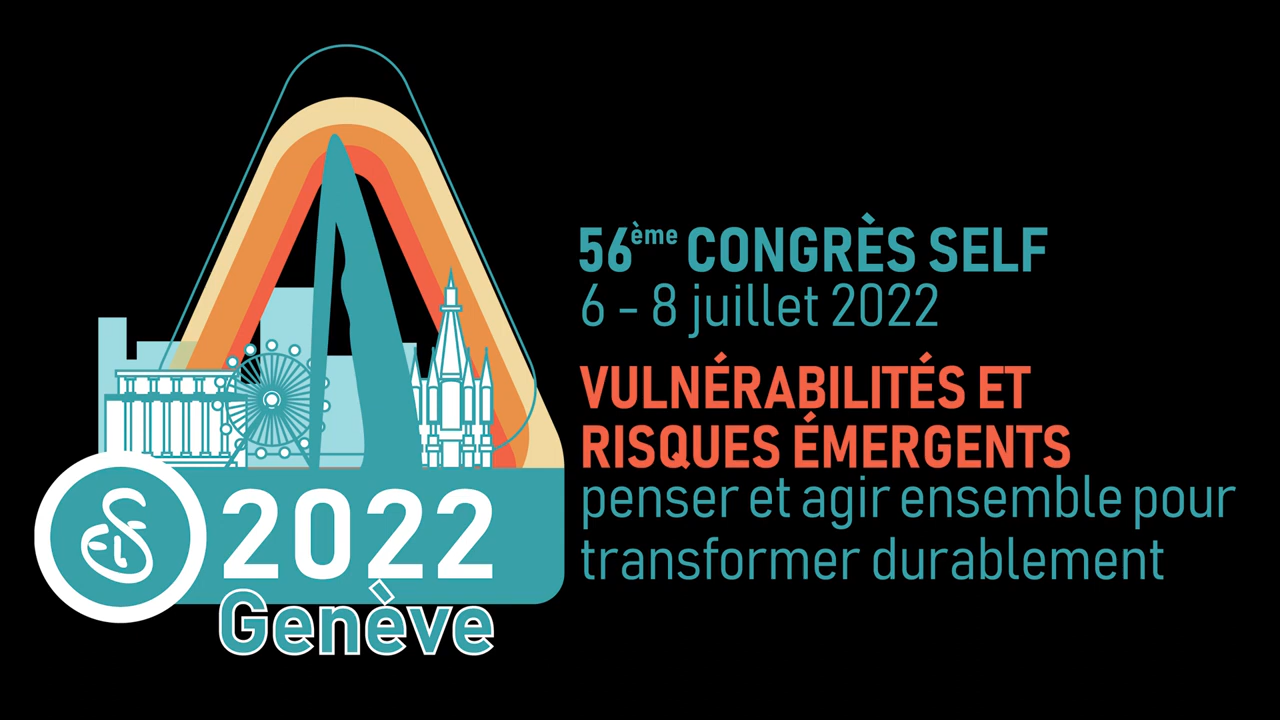 2022
Genève
56ème CONGRÈS SELF
6 - 8 juillet 2022
VULNÉRABILITÉS ET
RISQUES ÉMERGENTS
penser et agir ensemble pour
transformer durablement